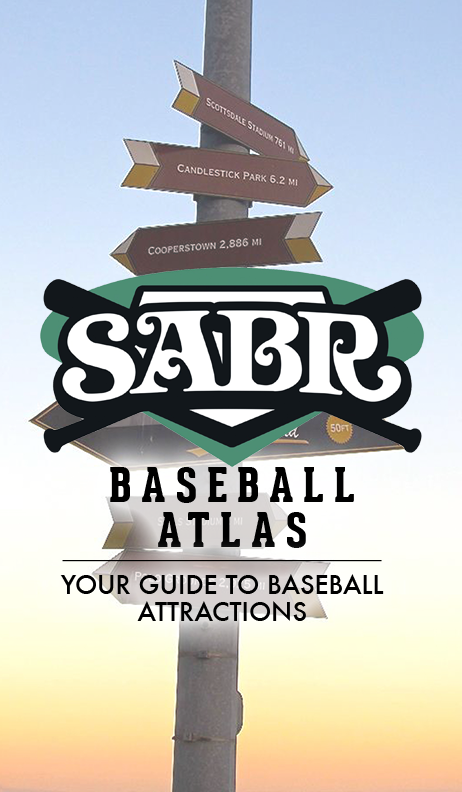 SCOTTSDALE STADIUM 761 MI
CANDLESTICK PARK 6.2 MI
COOPERSTOWN 2,886 MI
SABR
50FT
BASEBALL
ATLAS
YOUR GUIDE TO BASEBALL
ATTRACTIONS